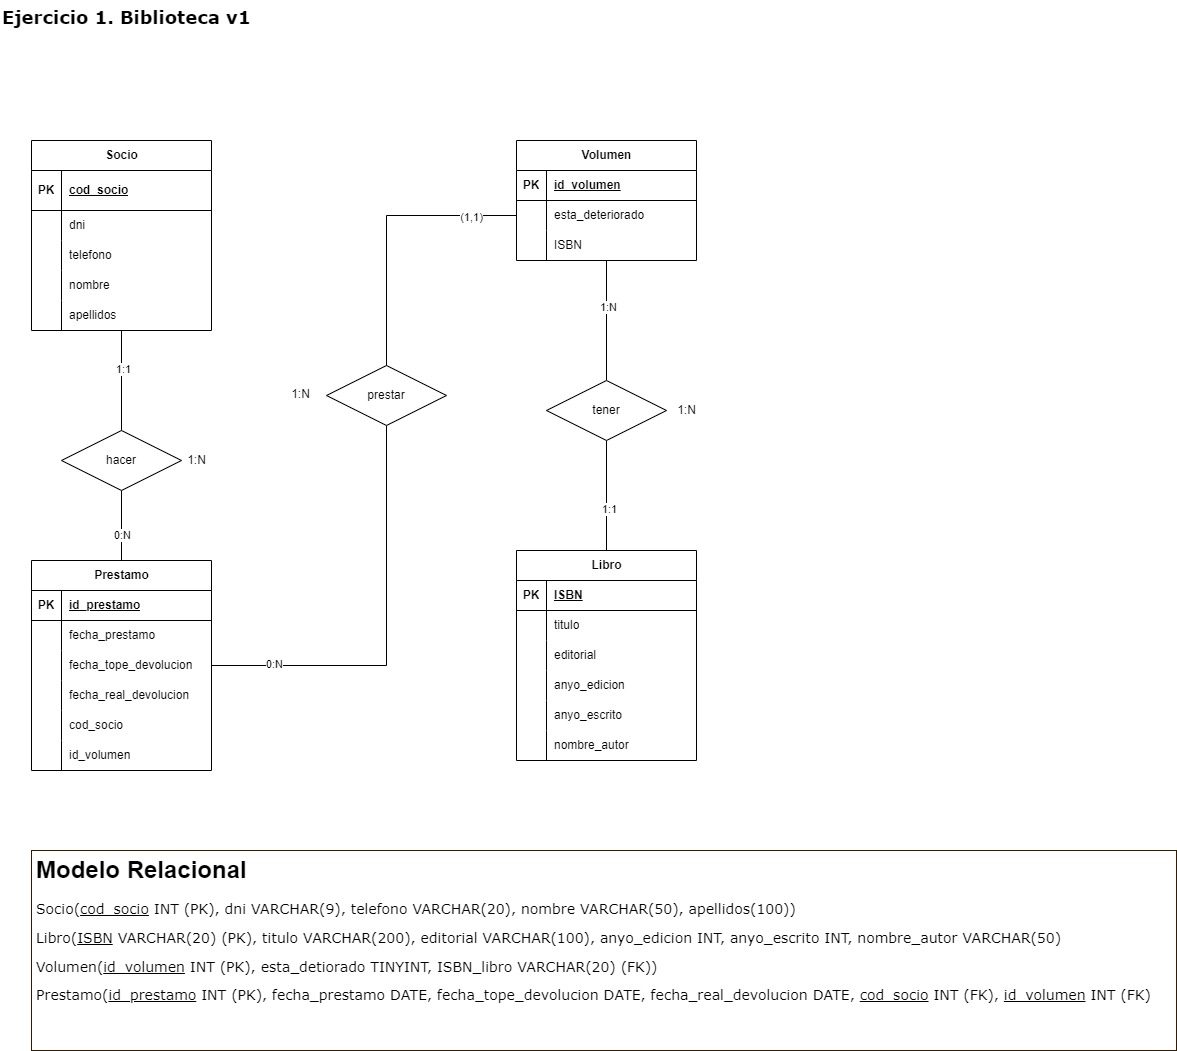 Ejercicio 1. Biblioteca v1
Socio
PK cod_socio
dni
telefono
nombre
apellidos
1:1
hacer
1:N
0:N
Prestamo
PK id_prestamo
fecha_prestamo
fecha_tope_devolucion
fecha_real_devolucion
cod_socio
id_volumen
0:N
1:N
prestar
(1,1)
Volumen
PK id_volumen
esta_deteriorado
ISBN
1:N
tener
1:N
1:1
Libro
PK ISBN
titulo
editorial
anyo_edicion
anyo_escrito
nombre_autor
Modelo Relacional
Socio(cod_socio INT (PK), dni VARCHAR(9), telefono VARCHAR(20), nombre VARCHAR(50), apellidos(100))
Libro(ISBN VARCHAR(20) (PK), titulo VARCHAR(200), editorial VARCHAR(100), anyo_edicion INT, anyo_escrito INT, nombre_autor VARCHAR(50)
Volumen(id_volumen INT (PK), esta_detiorado TINYINT, ISBN_libro VARCHAR(20) (FK))
Prestamo(id_prestamo INT (PK), fecha_prestamo DATE, fecha_tope_devolucion DATE, fecha_real_devolucion DATE, cod_socio INT (FK), id_volumen INT (FK)